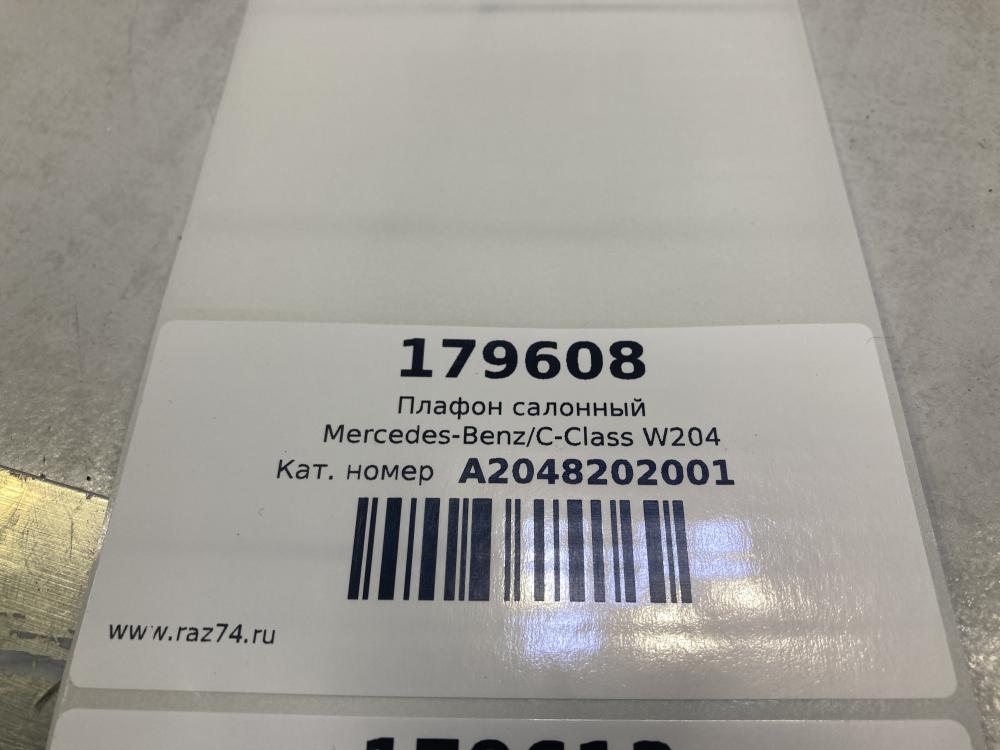 179608
Плафон салонный
Mercedes-Benz/C-Class W204
Кат. номер A2048202001
www.raz74.ru